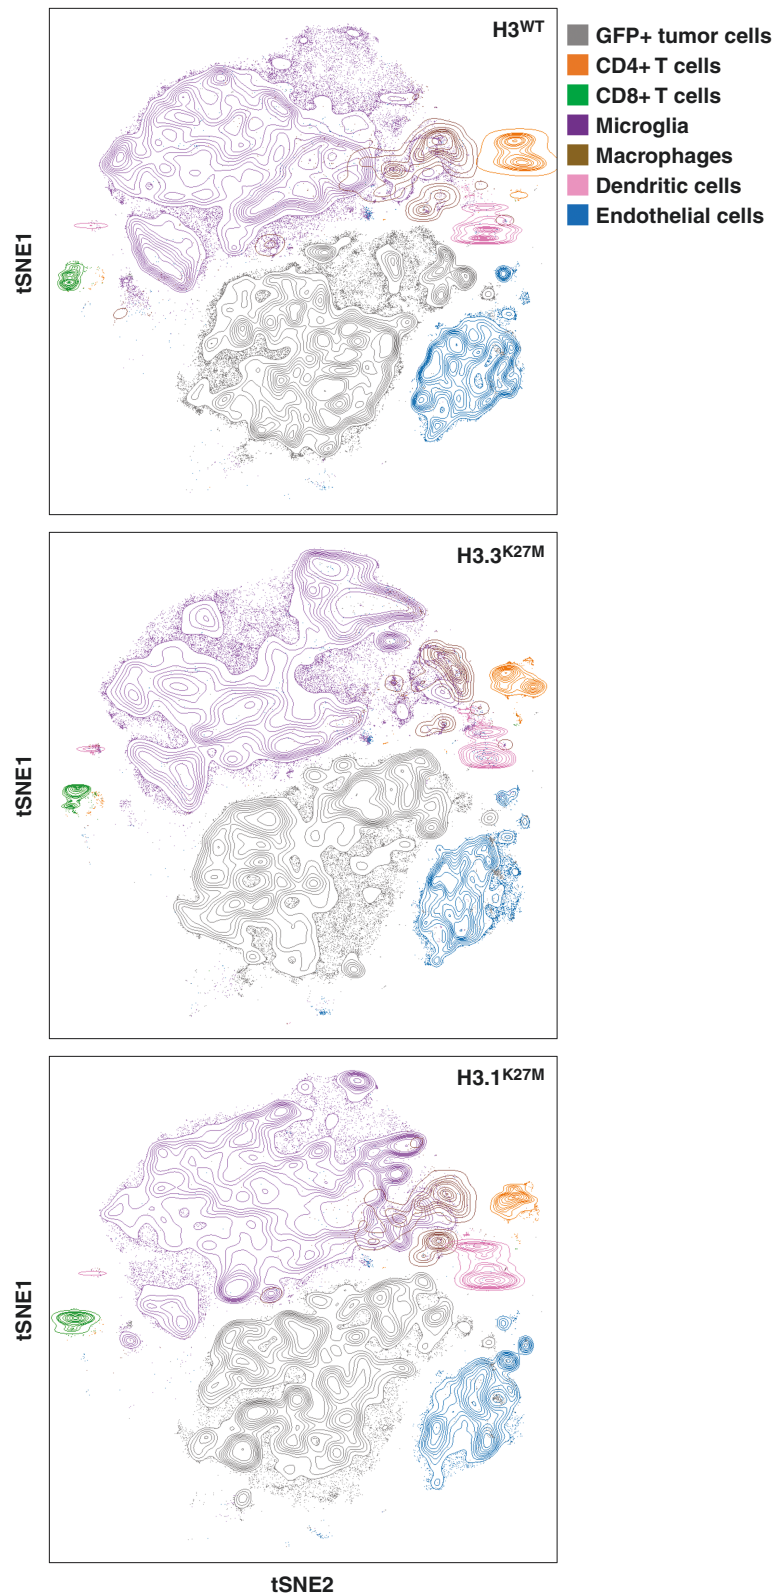 H3WT
GFP+ tumor cells
CD4+ T cells
CD8+ T cells
Microglia
Macrophages
Dendritic cells
Endothelial cells
tSNE1
H3.3K27M
tSNE1
H3.1K27M
tSNE1
tSNE2